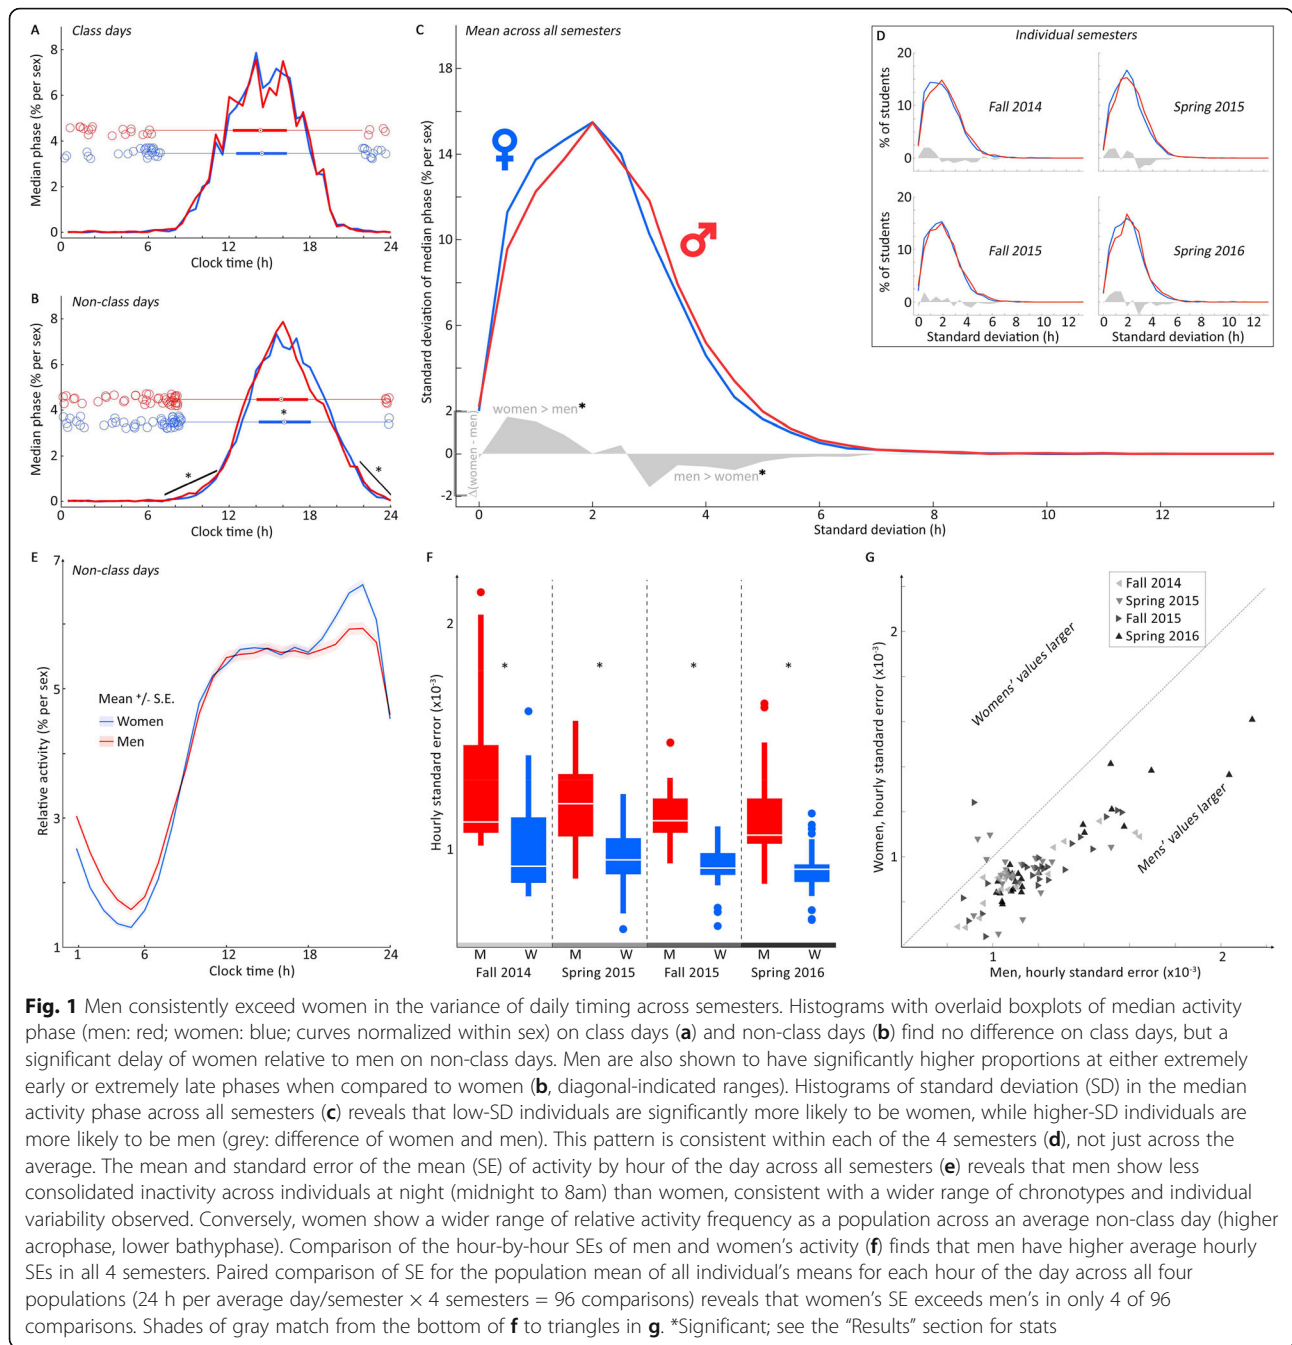 A
Class days
Median phase (% per sex)
8
6
4
2
0
0
6
12
18
24
Clock time (h)
B
Non-class days
Median phase (% per sex)
8
6
4
2
0
*
*
*
0
6
12
18
24
Clock time (h)
C
Mean across all semesters
Standard deviation of median phase (% per sex)
18
16
14
12
10
8
6
4
2
0
-2
Δ(women - men)
♀
♂
women > men*
men > women*
0
2
4
6
8
10
12
Standard deviation (h)
D
Individual semesters
% of students
20
10
0
Fall 2014
Spring 2015
% of students
20
10
0
Fall 2015
Spring 2016
0 2 4 6 8 10 12
0 2 4 6 8 10 12
Standard deviation (h)
Standard deviation (h)
E
Non-class days
Relative activity (% per sex)
7
5
3
1
Mean +/- S.E.
Women
Men
1
6
12
18
24
Clock time (h)
F
Hourly standard error (x10-3)
2
1
*
*
*
*
M W M W M W M W
Fall 2014 Spring 2015 Fall 2015 Spring 2016
G
Women, hourly standard error (x10-3)
2
1
Fall 2014
Spring 2015
Fall 2015
Spring 2016
Womens' values larger
Mens' values larger
1
2
Men, hourly standard error (x10-3)
Fig. 1 Men consistently exceed women in the variance of daily timing across semesters. Histograms with overlaid boxplots of median activity
phase (men: red; women: blue; curves normalized within sex) on class days (a) and non-class days (b) find no difference on class days, but a
significant delay of women relative to men on non-class days. Men are also shown to have significantly higher proportions at either extremely
early or extremely late phases when compared to women (b, diagonal-indicated ranges). Histograms of standard deviation (SD) in the median
activity phase across all semesters (c) reveals that low-SD individuals are significantly more likely to be women, while higher-SD individuals are
more likely to be men (grey: difference of women and men). This pattern is consistent within each of the 4 semesters (d), not just across the
average. The mean and standard error of the mean (SE) of activity by hour of the day across all semesters (e) reveals that men show less
consolidated inactivity across individuals at night (midnight to 8am) than women, consistent with a wider range of chronotypes and individual
variability observed. Conversely, women show a wider range of relative activity frequency as a population across an average non-class day (higher
acrophase, lower bathyphase). Comparison of the hour-by-hour SEs of men and women's activity (f) finds that men have higher average hourly
SEs in all 4 semesters. Paired comparison of SE for the population mean of all individual's means for each hour of the day across all four
populations (24 h per average day/semester × 4 semesters = 96 comparisons) reveals that women's SE exceeds men's in only 4 of 96
comparisons. Shades of gray match from the bottom of f to triangles in g. *Significant; see the "Results" section for stats